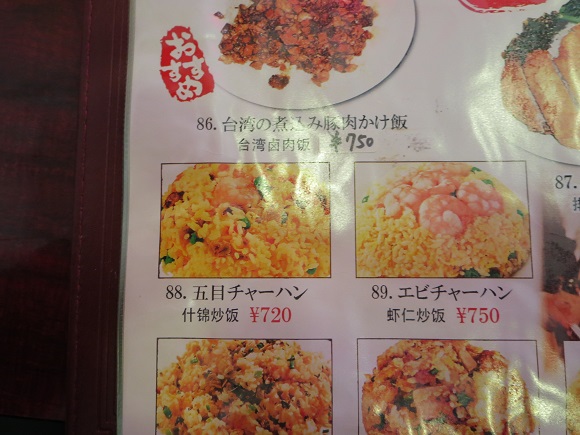 おすすめ
86.台湾の煮込み豚肉かけ飯
台湾卤肉饭 ¥750
87.
88.五目チャーハン
什锦炒饭 ¥720
89.エビチャーハン
虾仁炒饭 ¥750